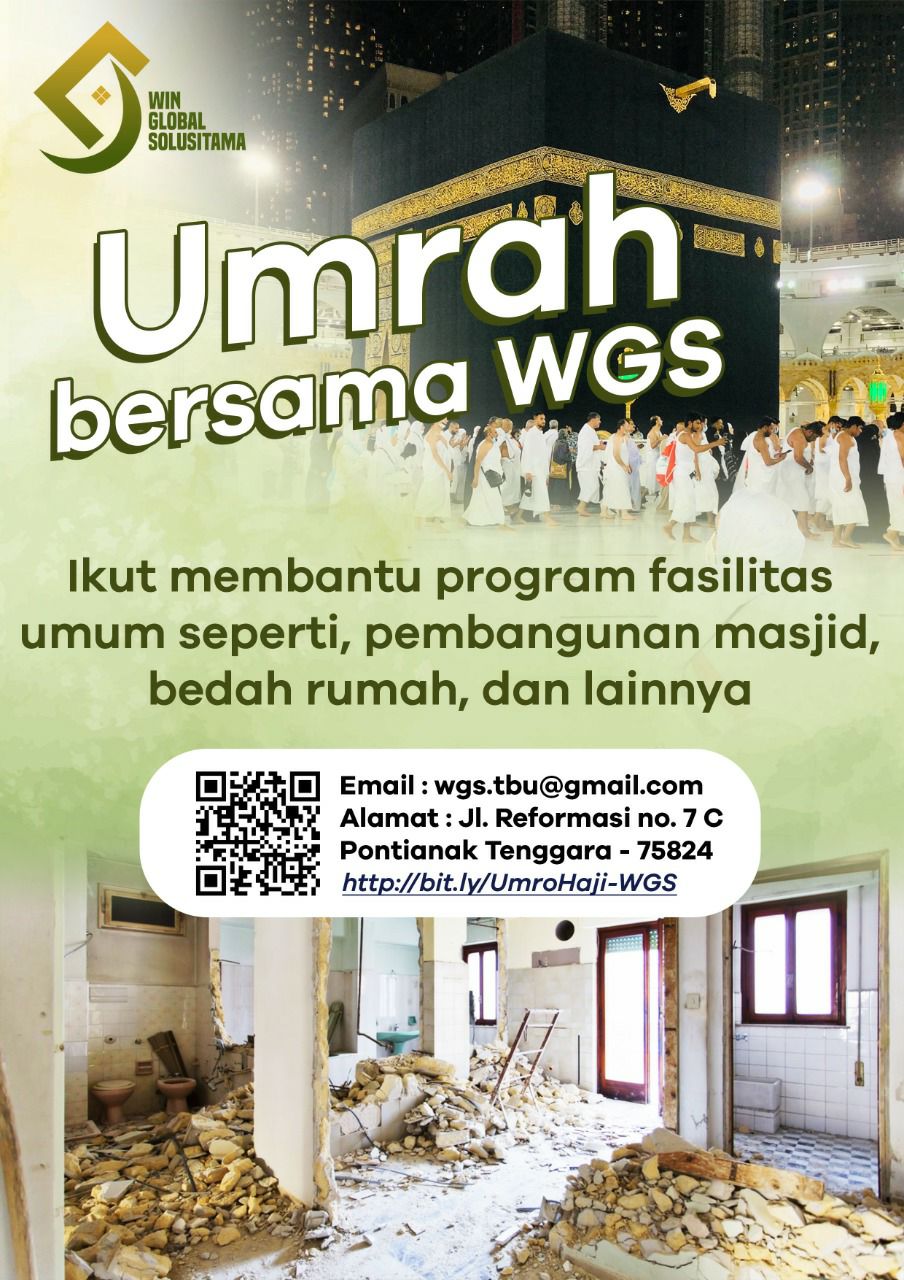 WIN
GLOBAL
SOLUSITAMA
Umrah
bersama WGS
Ikut membantu program fasilitas
umum seperti, pembangunan masjid,
bedah rumah, dan lainnya
Email : wgs.tbu@gmail.com
Alamat : Jl. Reformasi no. 7 C
Pontianak Tenggara - 75824
http://bit.ly/UmroHaji-WGS